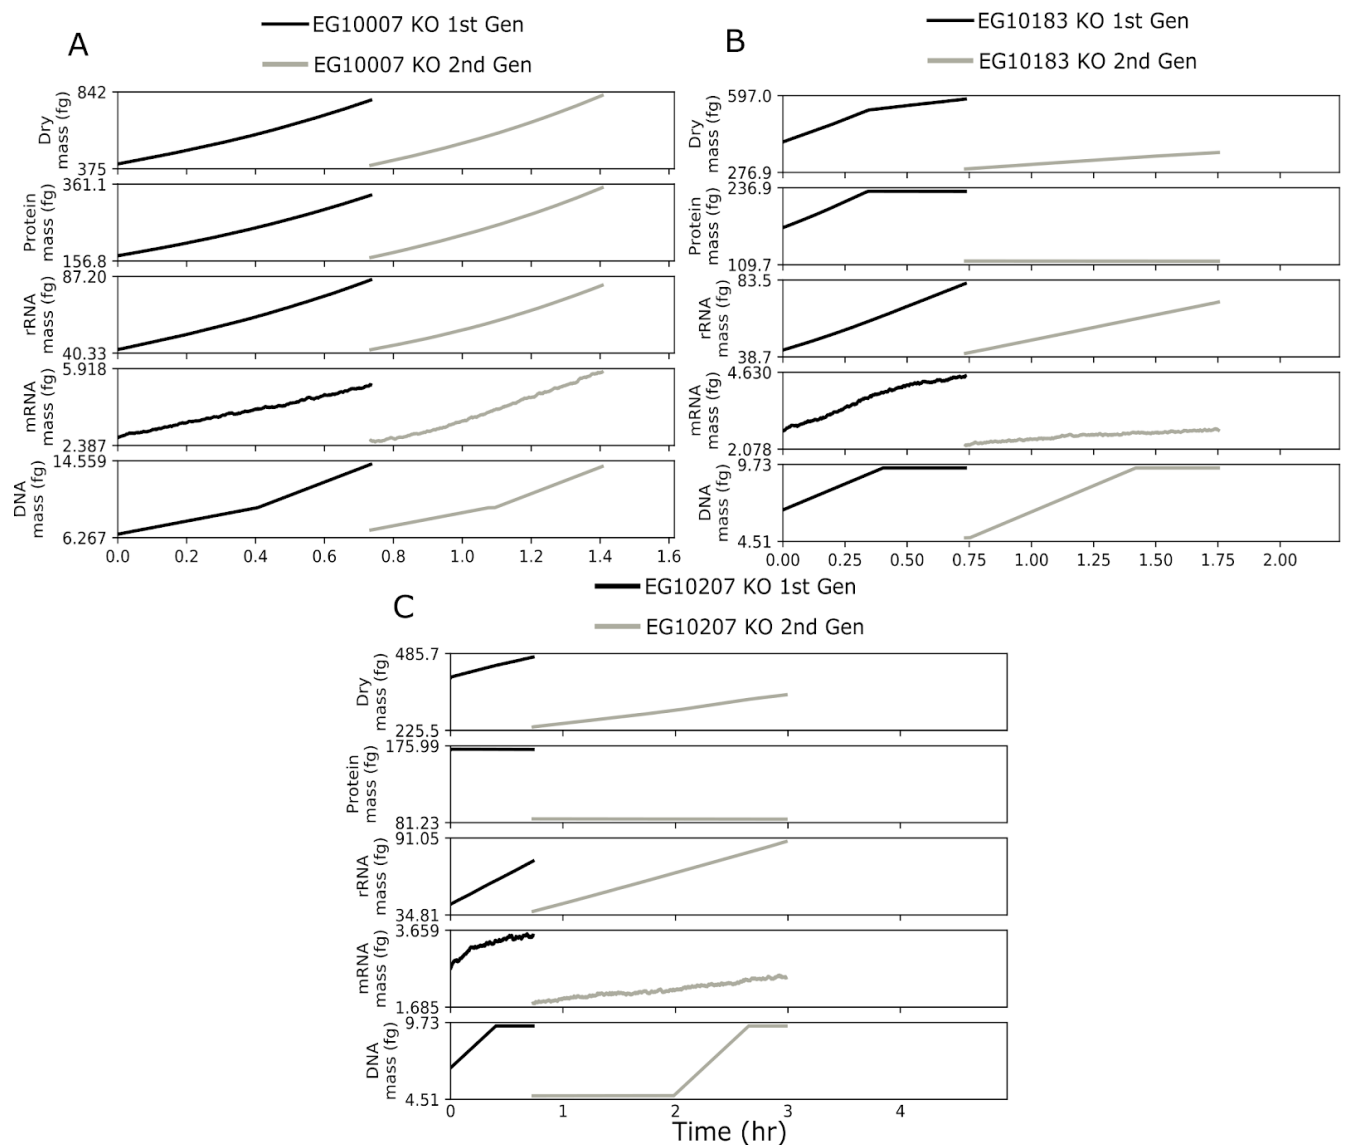 A
EG10007 KO 1st Gen
EG10007 KO 2nd Gen
842
Dry
mass (fg)
375
361.1
Protein
mass (fg)
156.8
87.20
rRNA
mass (fg)
40.33
5.918
mRNA
mass (fg)
2.387
14.559
DNA
mass (fg)
6.267
0.0 0.2 0.4 0.6 0.8 1.0 1.2 1.4 1.6
B
EG10183 KO 1st Gen
EG10183 KO 2nd Gen
597.0
Dry
mass (fg)
276.9
236.9
Protein
mass (fg)
109.7
83.5
rRNA
mass (fg)
38.7
4.630
mRNA
mass (fg)
2.078
9.73
DNA
mass (fg)
4.51
0.00 0.25 0.50 0.75 1.00 1.25 1.50 1.75 2.00
C
EG10207 KO 1st Gen
EG10207 KO 2nd Gen
485.7
Dry
mass (fg)
225.5
175.99
Protein
mass (fg)
81.23
91.05
rRNA
mass (fg)
34.81
3.659
mRNA
mass (fg)
1.685
9.73
DNA
mass (fg)
4.51
0 1 2 3 4
Time (hr)